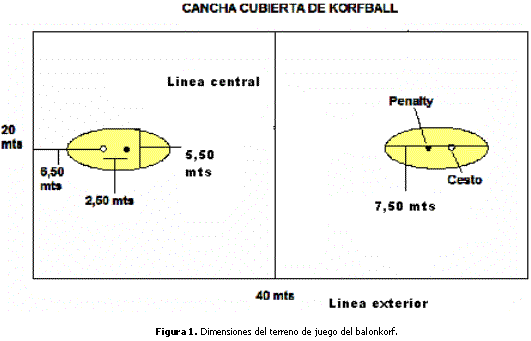 CANCHA CUBIERTA DE KORFBALL
Linea central
Penalty
20
mts
5,50
mts
6,50
mts
2,50 mts
Cesto
7,50 mts
40 mts
Linea exterior
Figura 1. Dimensiones del terreno de juego del balonkorf.